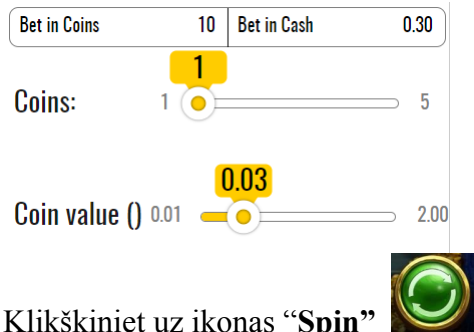 Bet in Coins 10 Bet in Cash 0.30
1
Coins: 1 5
0.03
Coin value () 0.01 2.00
Klikšķiniet uz ikonas “Spin”